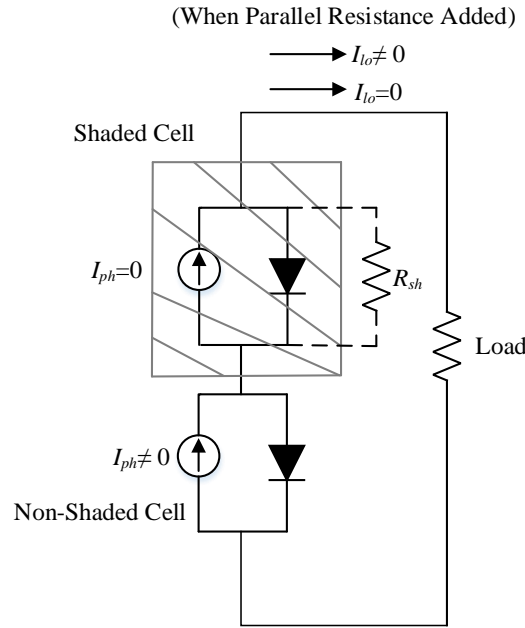 (When Parallel Resistance Added)
I_lo≠ 0
I_lo=0
Shaded Cell
I_ph=0
R_sh
Load
I_ph≠ 0
Non-Shaded Cell